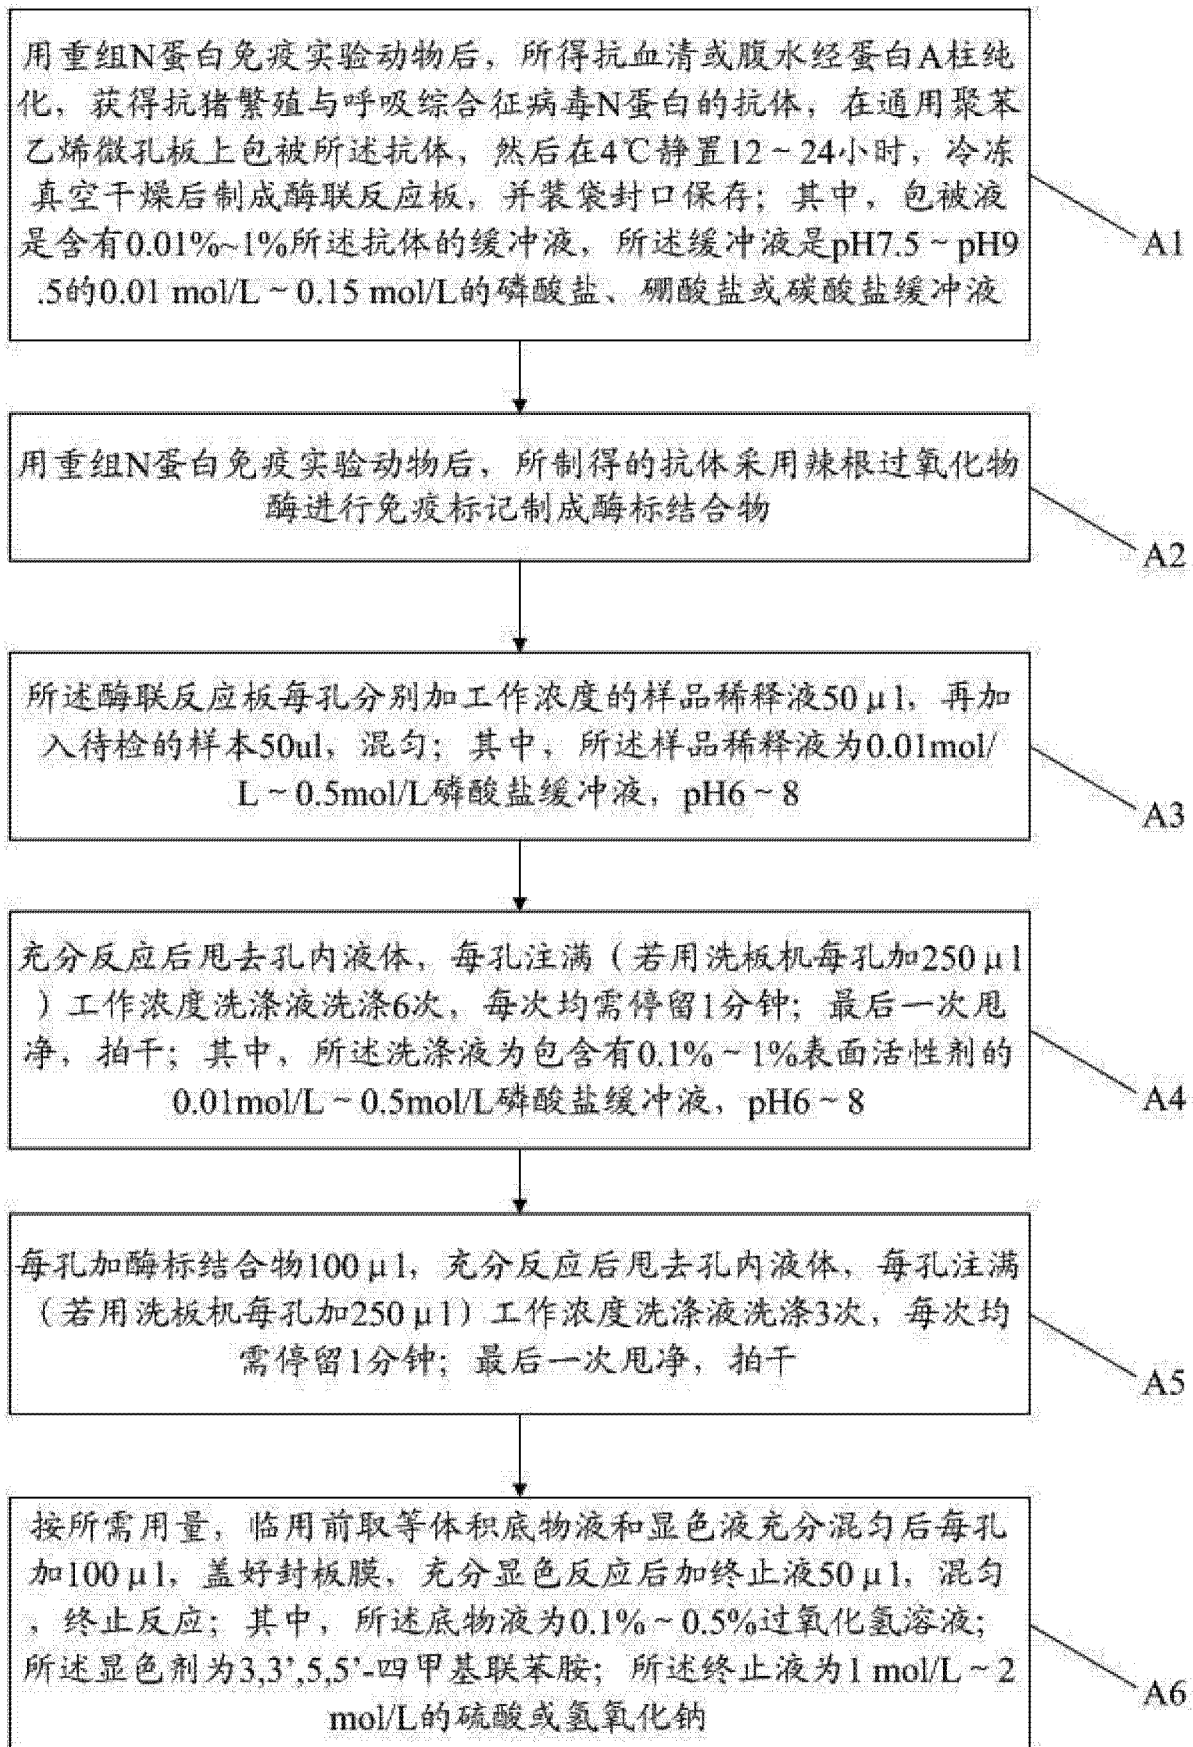 用重组N蛋白免疫实验动物后，所得抗血清或腹水经蛋白A柱纯
化，获得抗猪繁殖与呼吸综合征病毒N蛋白的抗体，在通用聚苯
乙烯微孔板上包被所述抗体，然后在4℃静置12～24小时，冷冻
真空干燥后制成酶联反应板，并装袋封口保存；其中，包被液
是含有0.01%~1%所述抗体的缓冲液，所述缓冲液是pH7.5～pH9
.5的0.01 mol/L～0.15 mol/L的磷酸盐、硼酸盐或碳酸盐缓冲液
A1
用重组N蛋白免疫实验动物后，所制得的抗体采用辣根过氧化物
酶进行免疫标记制成酶标结合物
A2
所述酶联反应板每孔分别加工作浓度的样品稀释液50μl，再加
入待检的样本50ul，混匀；其中，所述样品稀释液为0.01mol/
L～0.5mol/L磷酸盐缓冲液，pH6～8
A3
充分反应后甩去孔内液体，每孔注满（若用洗板机每孔加250μl
）工作浓度洗涤液洗涤6次，每次均需停留1分钟；最后一次甩
净，拍干；其中，所述洗涤液为包含有0.1%～1%表面活性剂的
0.01mol/L～0.5mol/L磷酸盐缓冲液，pH6～8
A4
每孔加酶标结合物100μl，充分反应后甩去孔内液体，每孔注满
（若用洗板机每孔加250μl）工作浓度洗涤液洗涤3次，每次均
需停留1分钟；最后一次甩净，拍干
A5
按所需用量，临用前取等体积底物液和显色液充分混匀后每孔
加100μl，盖好封板膜，充分显色反应后加终止液50μl，混匀
，终止反应；其中，所述底物液为0.1%～0.5%过氧化氢溶液；
所述显色剂为3,3’,5,5’-四甲基联苯胺；所述终止液为1 mol/L～2
mol/L的硫酸或氢氧化钠
A6